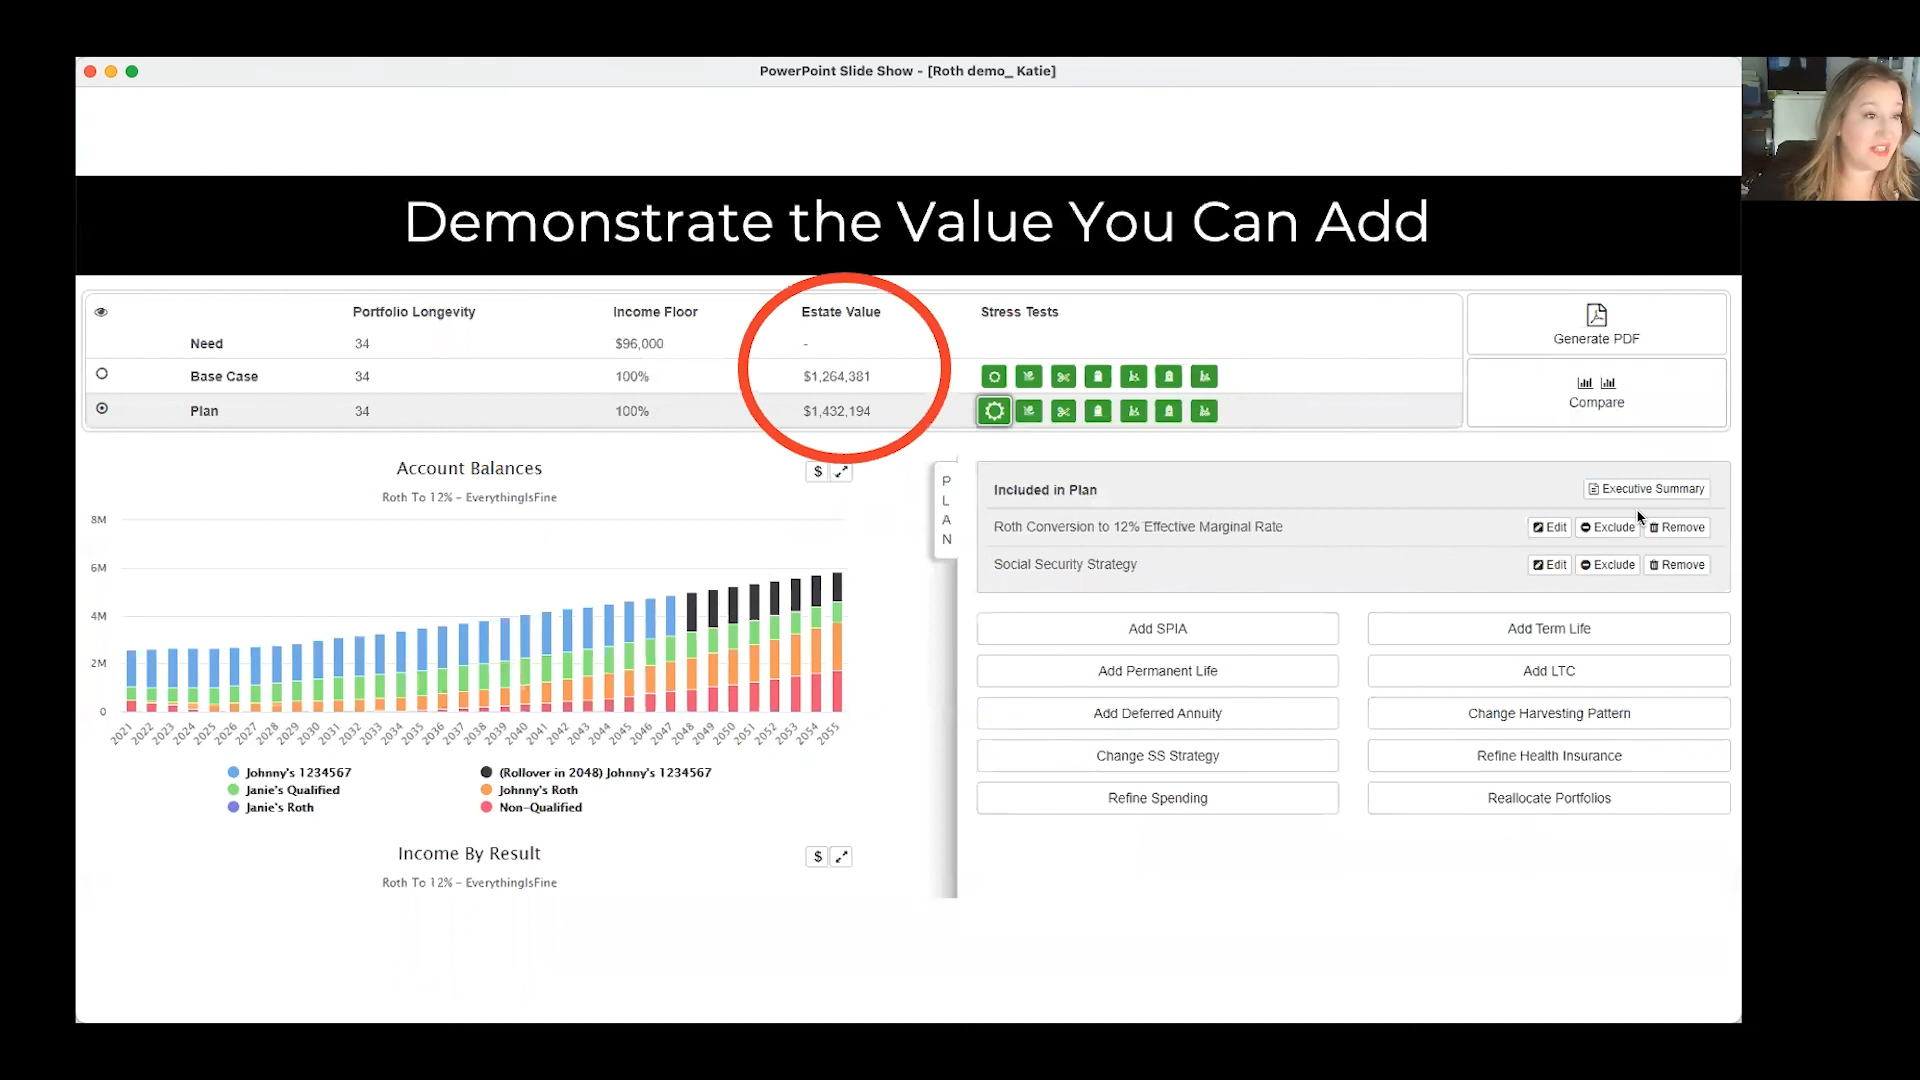 PowerPoint Slide Show - [Roth demo_ Katie]
Demonstrate the Value You Can Add
Portfolio Longevity Income Floor Estate Value Stress Tests
Need 34 $96,000 -
Base Case 34 100% $1,264,381
Plan 34 100% $1,432,194
Generate PDF
Compare
Account Balances
Roth To 12% - EverythingIsFine
$
8M
6M
4M
2M
0
2021 2022 2023 2024 2025 2026 2027 2028 2029 2030 2031 2032 2033 2034 2035 2036 2037 2038 2039 2040 2041 2042 2043 2044 2045 2046 2047 2048 2049 2050 2051 2052 2053 2054 2055
Johnny's 1234567
(Rollover in 2048) Johnny's 1234567
Janie's Qualified
Johnny's Roth
Janie's Roth
Non-Qualified
Income By Result
$
Roth To 12% - EverythingIsFine
P
L
A
N
Included in Plan
Executive Summary
Roth Conversion to 12% Effective Marginal Rate
Edit Exclude Remove
Social Security Strategy
Edit Exclude Remove
Add SPIA
Add Term Life
Add Permanent Life
Add LTC
Add Deferred Annuity
Change Harvesting Pattern
Change SS Strategy
Refine Health Insurance
Refine Spending
Reallocate Portfolios